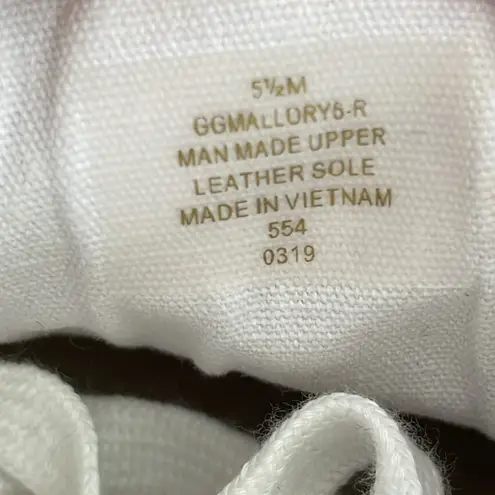 5½M
GGMALLORY6-R
MAN MADE UPPER
LEATHER SOLE
MADE IN VIETNAM
554
0319